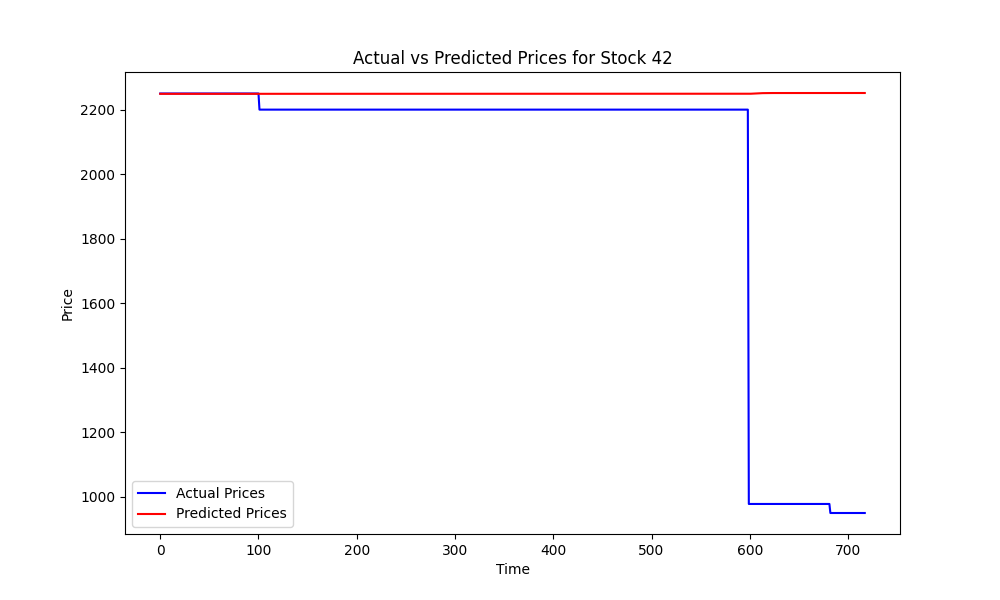 Actual vs Predicted Prices for Stock 42
Price
2200
2000
1800
1600
1400
1200
1000
Actual Prices
Predicted Prices
0 100 200 300 400 500 600 700
Time